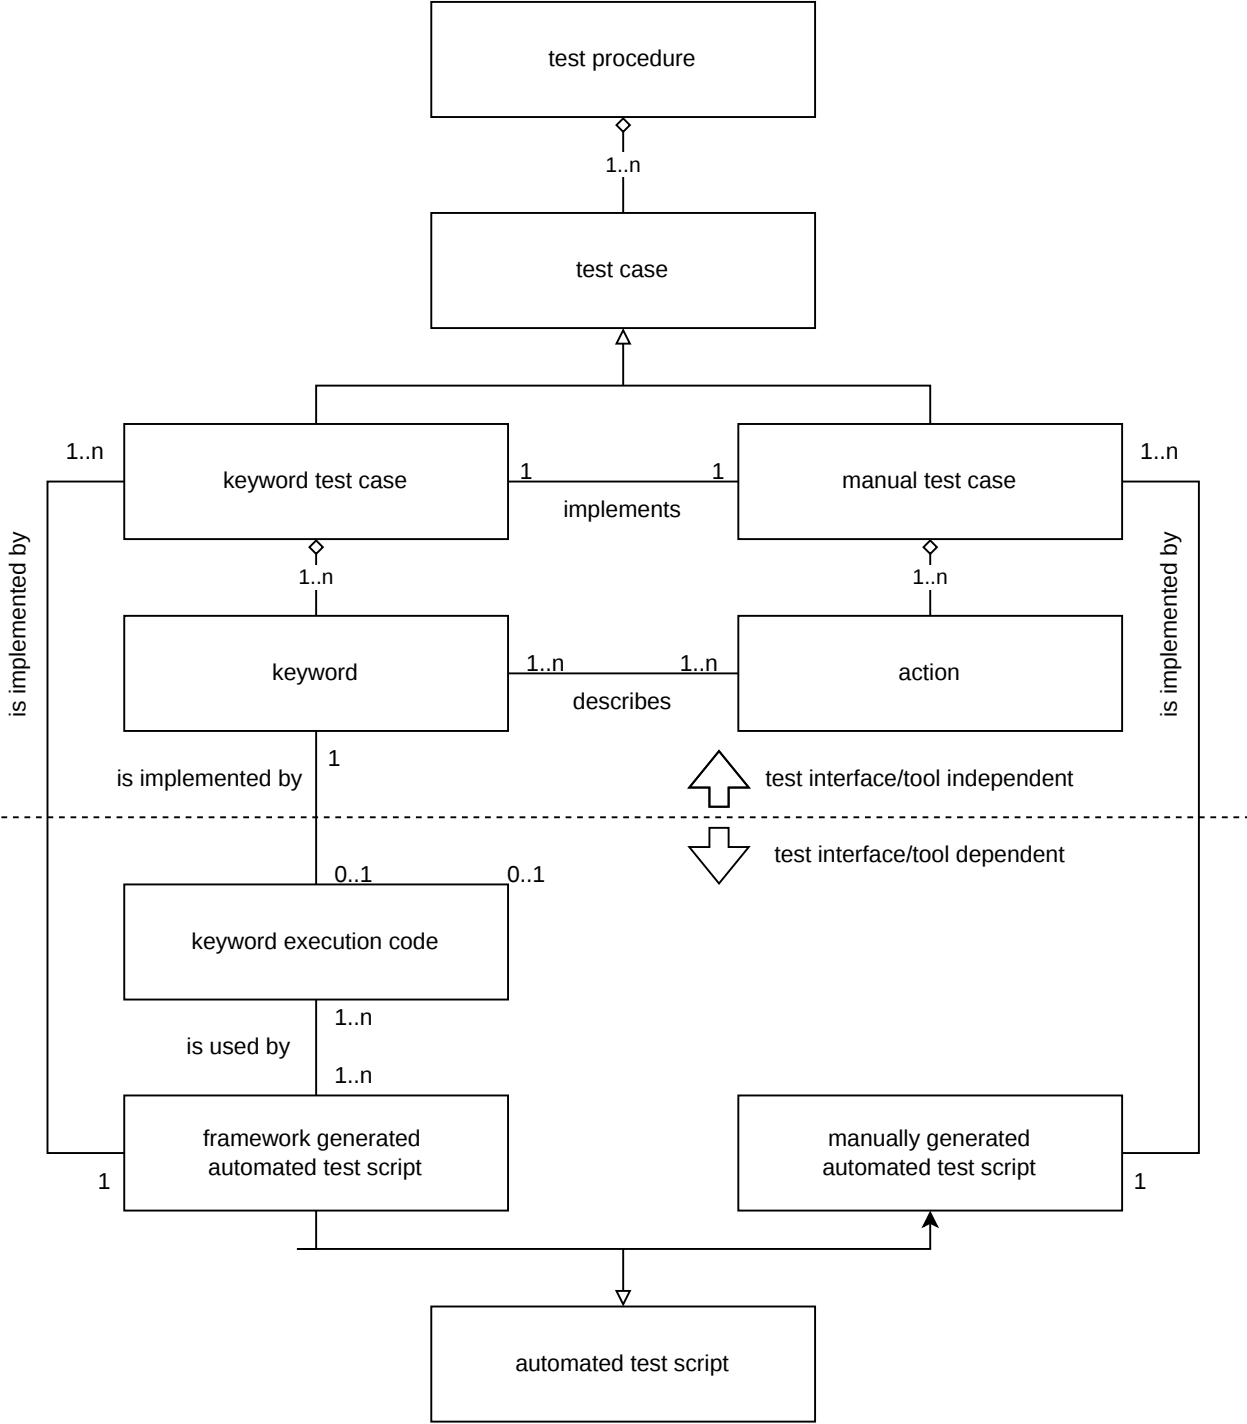 test procedure
1..n
test case
1..n
1..n
keyword test case
1
1
manual test case
implements
is implemented by
is implemented by
1..n
1..n
keyword
1..n
1..n
action
describes
1
is implemented by
test interface/tool independent
test interface/tool dependent
0..1
0..1
keyword execution code
1..n
is used by
1..n
framework generated
automated test script
manually generated
automated test script
1
1
automated test script